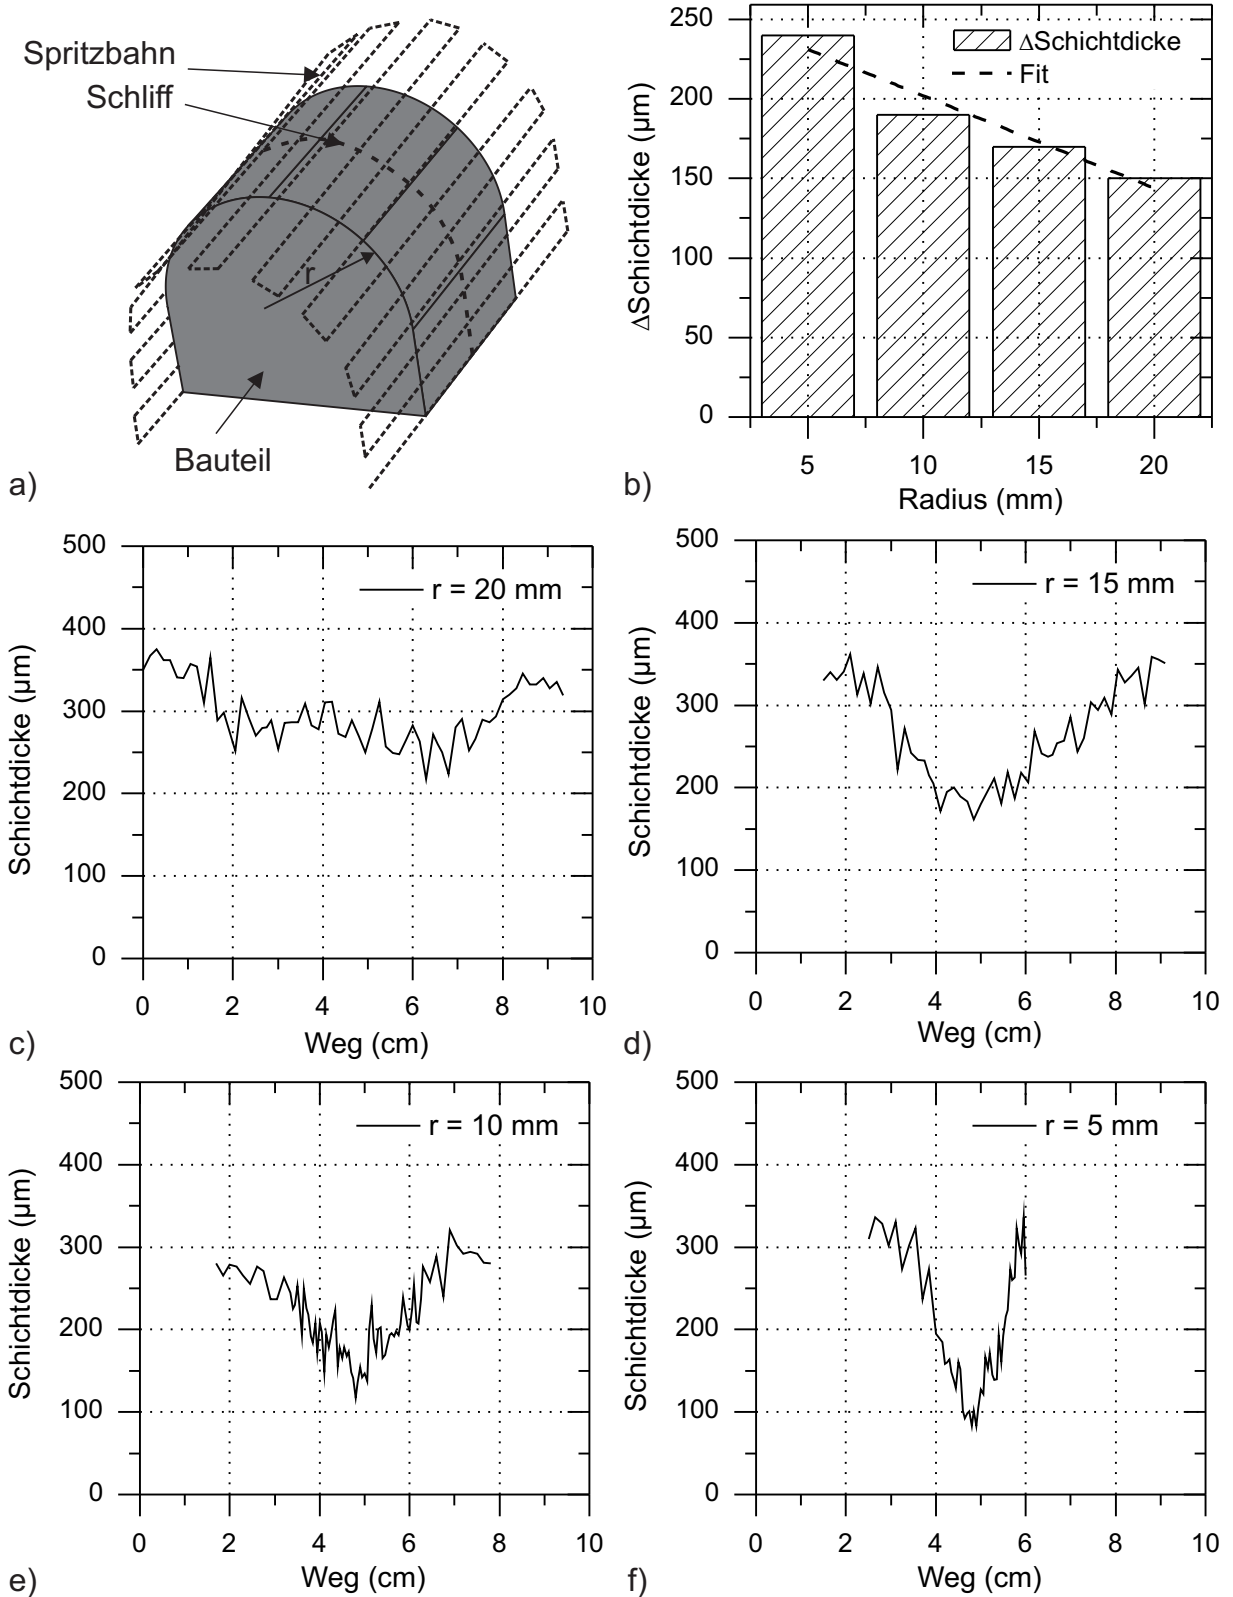 Spritzbahn
Schliff
r
Bauteil
a)
250
200
150
100
50
0
ΔSchichtdicke (µm)
ΔSchichtdicke
Fit
5 10 15 20
Radius (mm)
b)
500
400
300
200
100
0
Schichtdicke (µm)
r = 20 mm
0 2 4 6 8 10
Weg (cm)
c)
500
400
300
200
100
0
Schichtdicke (µm)
r = 15 mm
0 2 4 6 8 10
Weg (cm)
d)
500
400
300
200
100
0
Schichtdicke (µm)
r = 10 mm
0 2 4 6 8 10
Weg (cm)
e)
500
400
300
200
100
0
Schichtdicke (µm)
r = 5 mm
0 2 4 6 8 10
Weg (cm)
f)